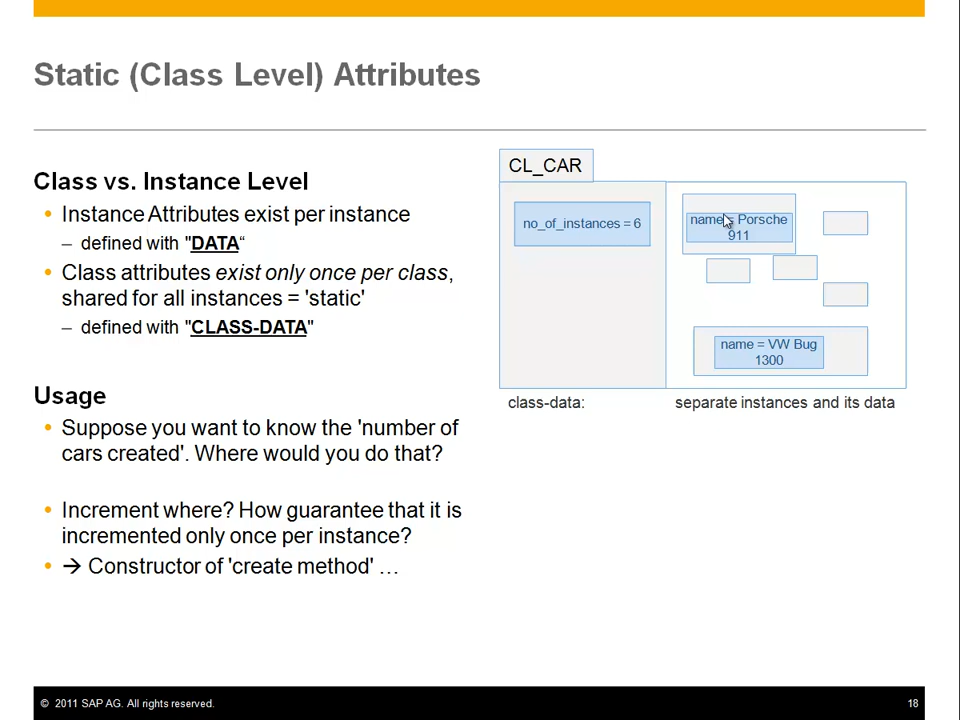 Static (Class Level) Attributes
Class vs. Instance Level
• Instance Attributes exist per instance
– defined with "DATA“
• Class attributes exist only once per class,
shared for all instances = 'static'
– defined with "CLASS-DATA"
Usage
• Suppose you want to know the 'number of
cars created'. Where would you do that?
• Increment where? How guarantee that it is
incremented only once per instance?
• → Constructor of 'create method' …
CL_CAR
no_of_instances = 6
name = Porsche
911
name = VW Bug
1300
class-data:
separate instances and its data
© 2011 SAP AG. All rights reserved.
18